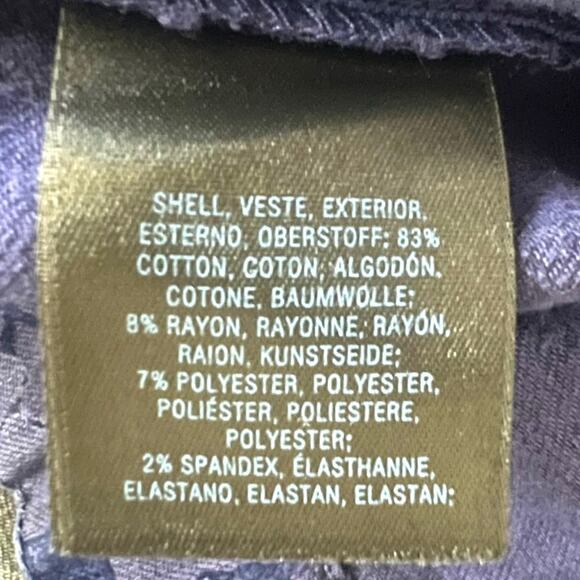 SHELL, VESTE, EXTERIOR,
ESTERNO, OBERSTOFF: 83%
COTTON, COTON, ALGODÓN,
COTONE, BAUMWOLLE;
8% RAYON, RAYONNE, RAYÓN,
RAION, KUNSTSEIDE;
7% POLYESTER, POLYESTER,
POLIÉSTER, POLIESTERE,
POLYESTER;
2% SPANDEX, ÉLASTHANNE,
ELASTANO, ELASTAN, ELASTAN;